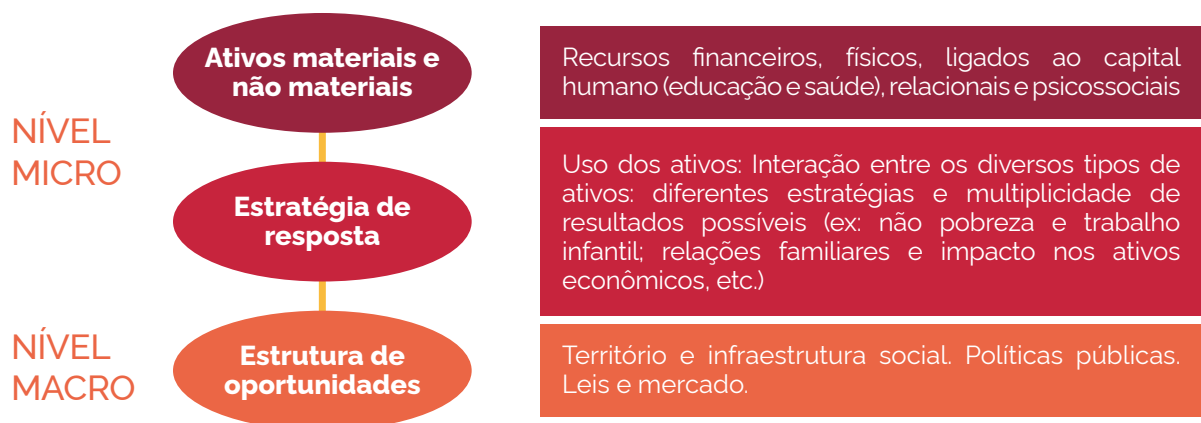 NÍVEL
MICRO
Ativos materiais e
não materiais
Recursos financeiros, físicos, ligados ao capital
humano (educação e saúde), relacionais e psicossociais
Estratégia de
resposta
Uso dos ativos: Interação entre os diversos tipos de
ativos: diferentes estratégias e multiplicidade de
resultados possíveis (ex: não pobreza e trabalho
infantil; relações familiares e impacto nos ativos
econômicos, etc.)
NÍVEL
MACRO
Estrutura de
oportunidades
Território e infraestrutura social. Políticas públicas.
Leis e mercado.